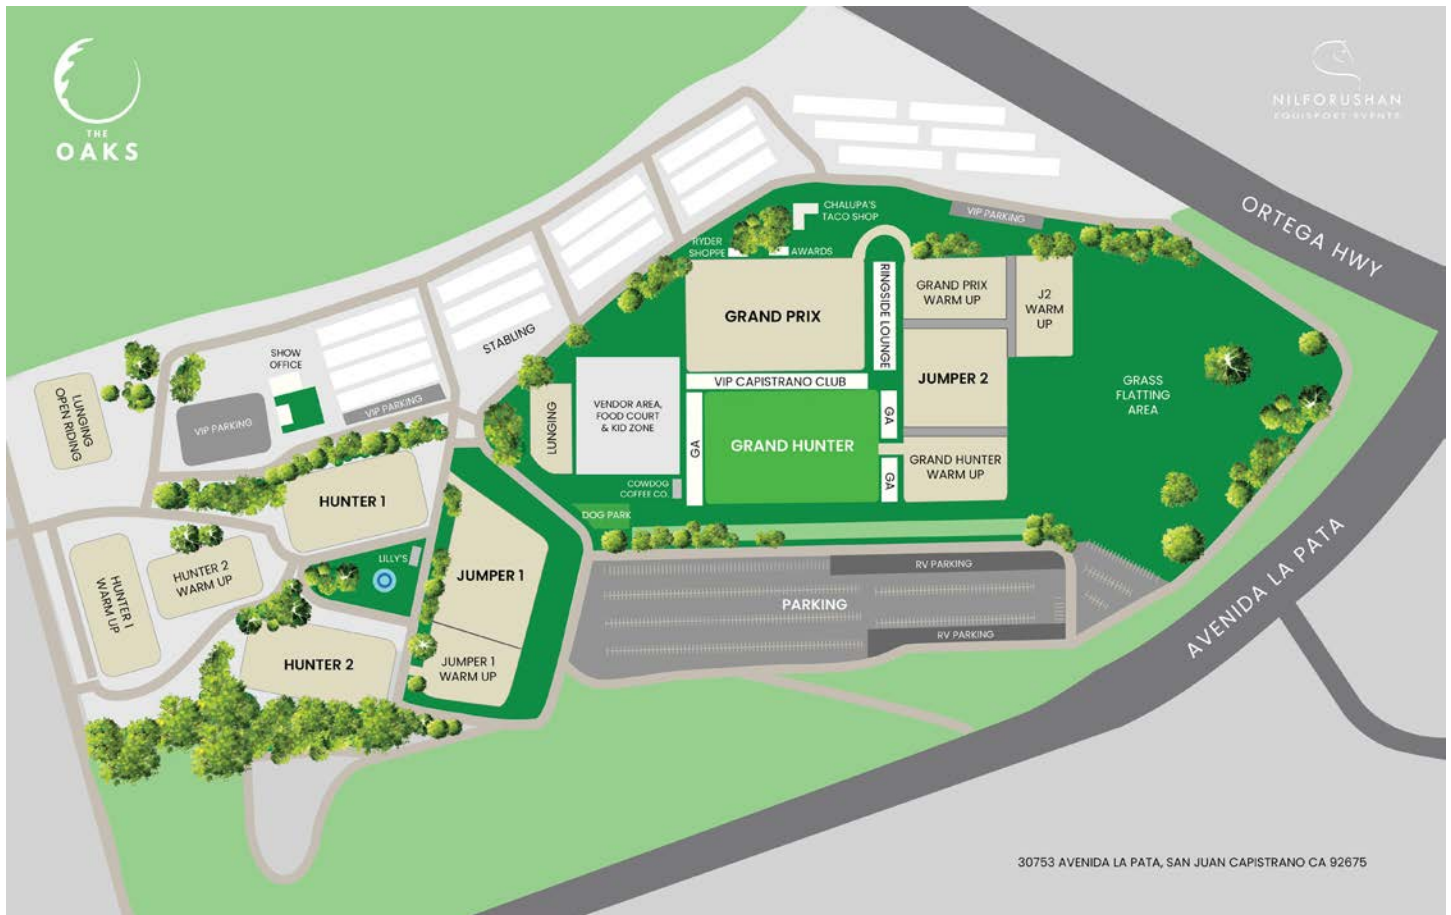 THE
OAKS
NILFORUSHAN
EQUISPORT EVENTS
ORTEGA HWY
CHALUPA'S
TACO SHOP
VIP PARKING
RYDER
SHOPPE
AWARDS
RINGSIDE LOUNGE
GRAND PRIX
GRAND PRIX
WARM UP
J2
WARM
UP
STABLING
SHOW
OFFICE
VIP CAPISTRANO CLUB
JUMPER 2
GRASS
FLATTING
AREA
LUNGING
OPEN RIDING
VIP PARKING
VIP PARKING
LUNGING
VENDOR AREA,
FOOD COURT
& KID ZONE
GA
GRAND HUNTER
GA
GA
GRAND HUNTER
WARM UP
COWDOG
COFFEE CO.
DOG PARK
HUNTER 1
LILLY'S
HUNTER 1
WARM UP
HUNTER 2
WARM UP
JUMPER 1
HUNTER 2
JUMPER 1
WARM UP
RV PARKING
PARKING
RV PARKING
AVENIDA LA PATA
30753 AVENIDA LA PATA, SAN JUAN CAPISTRANO CA 92675